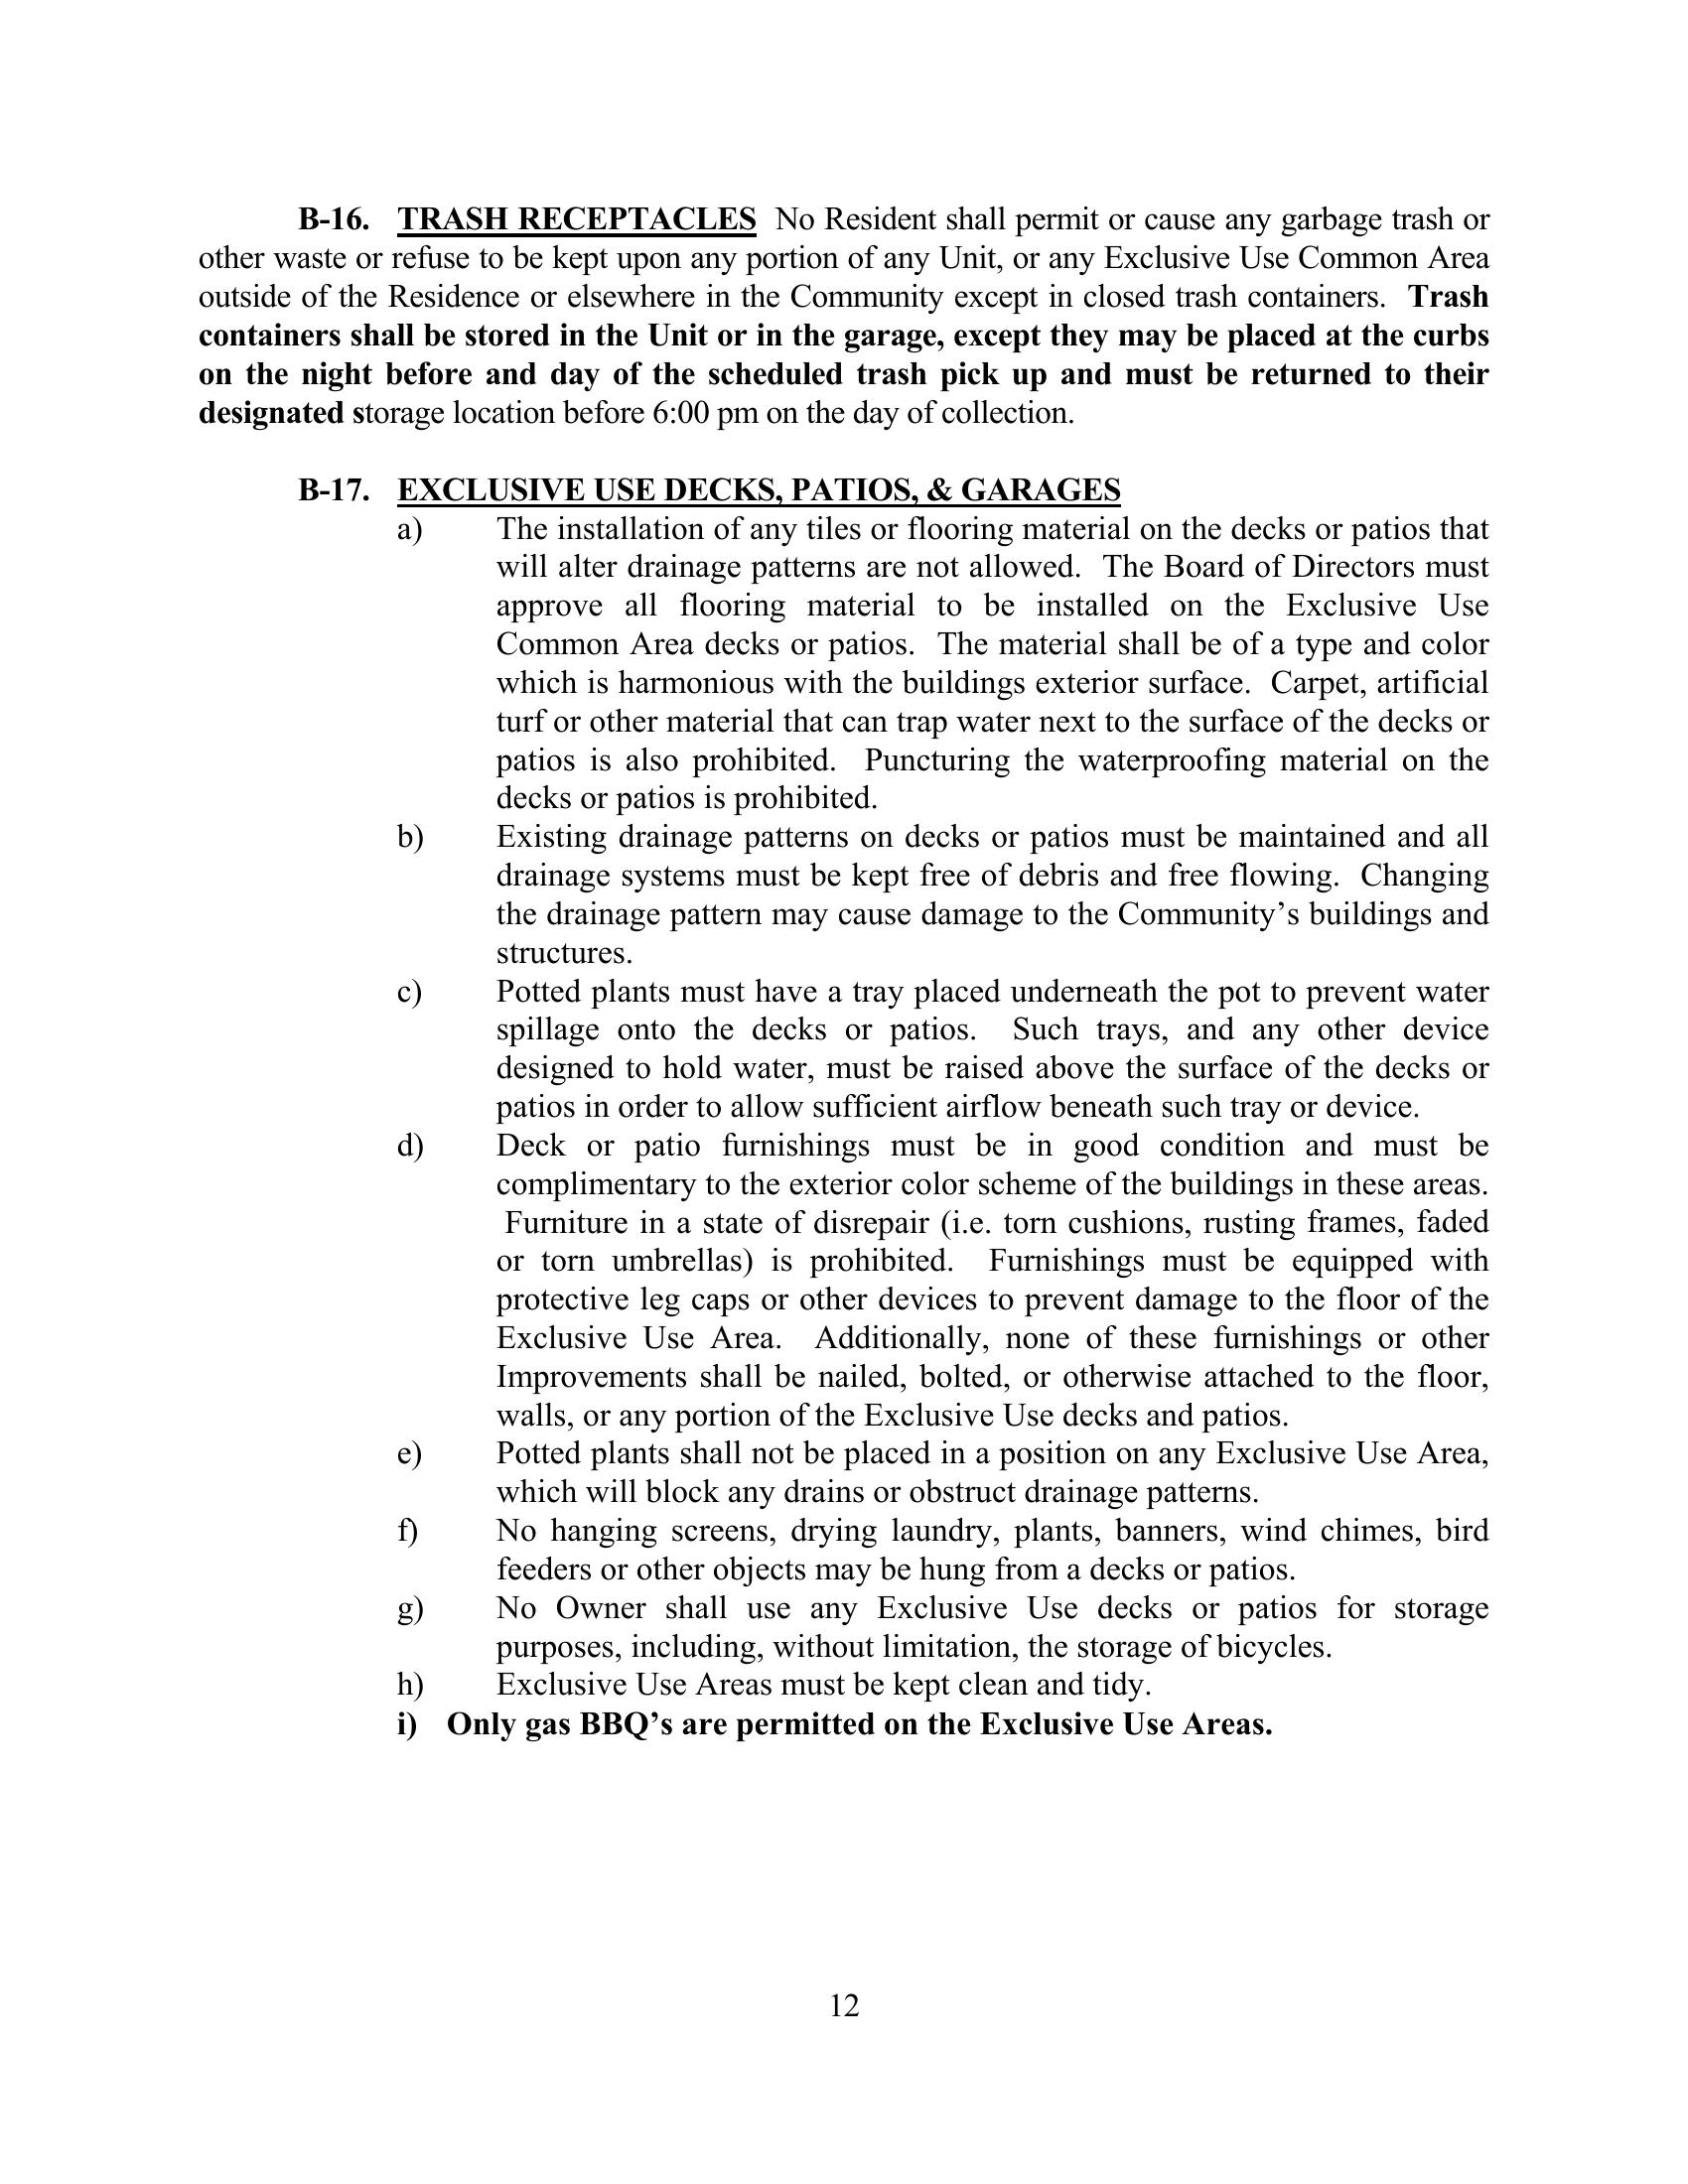 B-16. TRASH RECEPTACLES No Resident shall permit or cause any garbage trash or
other waste or refuse to be kept upon any portion of any Unit, or any Exclusive Use Common Area
outside of the Residence or elsewhere in the Community except in closed trash containers. Trash
containers shall be stored in the Unit or in the garage, except they may be placed at the curbs
on the night before and day of the scheduled trash pick up and must be returned to their
designated storage location before 6:00 pm on the day of collection.
B-17. EXCLUSIVE USE DECKS, PATIOS, & GARAGES
a) The installation of any tiles or flooring material on the decks or patios that
will alter drainage patterns are not allowed. The Board of Directors must
approve all flooring material to be installed on the Exclusive Use
Common Area decks or patios. The material shall be of a type and color
which is harmonious with the buildings exterior surface. Carpet, artificial
turf or other material that can trap water next to the surface of the decks or
patios is also prohibited. Puncturing the waterproofing material on the
decks or patios is prohibited.
b) Existing drainage patterns on decks or patios must be maintained and all
drainage systems must be kept free of debris and free flowing. Changing
the drainage pattern may cause damage to the Community’s buildings and
structures.
c) Potted plants must have a tray placed underneath the pot to prevent water
spillage onto the decks or patios. Such trays, and any other device
designed to hold water, must be raised above the surface of the decks or
patios in order to allow sufficient airflow beneath such tray or device.
d) Deck or patio furnishings must be in good condition and must be
complimentary to the exterior color scheme of the buildings in these areas.
Furniture in a state of disrepair (i.e. torn cushions, rusting frames, faded
or torn umbrellas) is prohibited. Furnishings must be equipped with
protective leg caps or other devices to prevent damage to the floor of the
Exclusive Use Area. Additionally, none of these furnishings or other
Improvements shall be nailed, bolted, or otherwise attached to the floor,
walls, or any portion of the Exclusive Use decks and patios.
e) Potted plants shall not be placed in a position on any Exclusive Use Area,
which will block any drains or obstruct drainage patterns.
f) No hanging screens, drying laundry, plants, banners, wind chimes, bird
feeders or other objects may be hung from a decks or patios.
g) No Owner shall use any Exclusive Use decks or patios for storage
purposes, including, without limitation, the storage of bicycles.
h) Exclusive Use Areas must be kept clean and tidy.
i) Only gas BBQ’s are permitted on the Exclusive Use Areas.
12